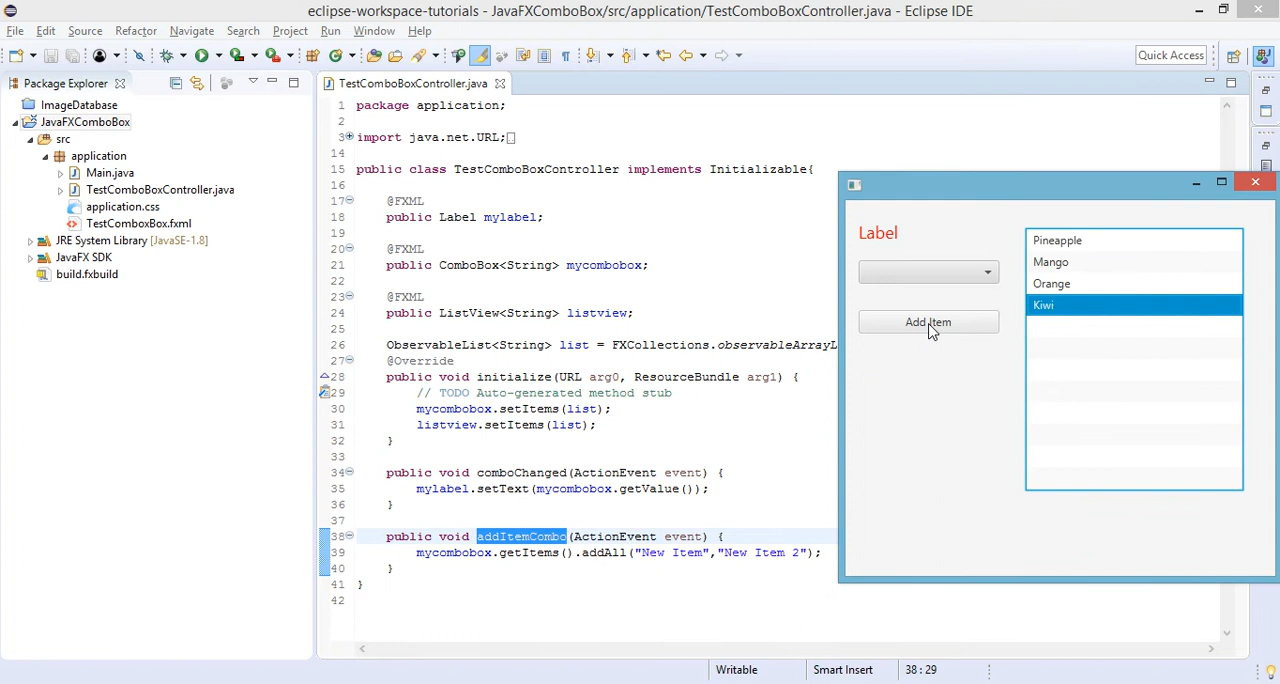 eclipse-workspace-tutorials - JavaFXComboBox/src/application/TestComboBoxController.java - Eclipse IDE
File Edit Source Refactor Navigate Search Project Run Window Help
Quick Access
Package Explorer
ImageDatabase
JavaFXComboBox
src
application
Main.java
TestComboBoxController.java
application.css
TestComboxBox.fxml
JRE System Library [JavaSE-1.8]
JavaFX SDK
build.fxbuild
TestComboBoxController.java
1 package application;
2
3 import java.net.URL;
14
15 public class TestComboBoxController implements Initializable{
16
17 @FXML
18 public Label mylabel;
19
20 @FXML
21 public ComboBox<String> mycombobox;
22
23 @FXML
24 public ListView<String> listview;
25
26 ObservableList<String> list = FXCollections.observableArrayL
27 @Override
28 public void initialize(URL arg0, ResourceBundle arg1) {
29 // TODO Auto-generated method stub
30 mycombobox.setItems(list);
31 listview.setItems(list);
32 }
33
34 public void comboChanged(ActionEvent event) {
35 mylabel.setText(mycombobox.getValue());
36 }
37
38 public void addItemCombo(ActionEvent event) {
39 mycombobox.getItems().addAll("New Item","New Item 2");
40 }
41 }
42
Label
Add Item
Pineapple
Mango
Orange
Kiwi
Writable Smart Insert 38 : 29